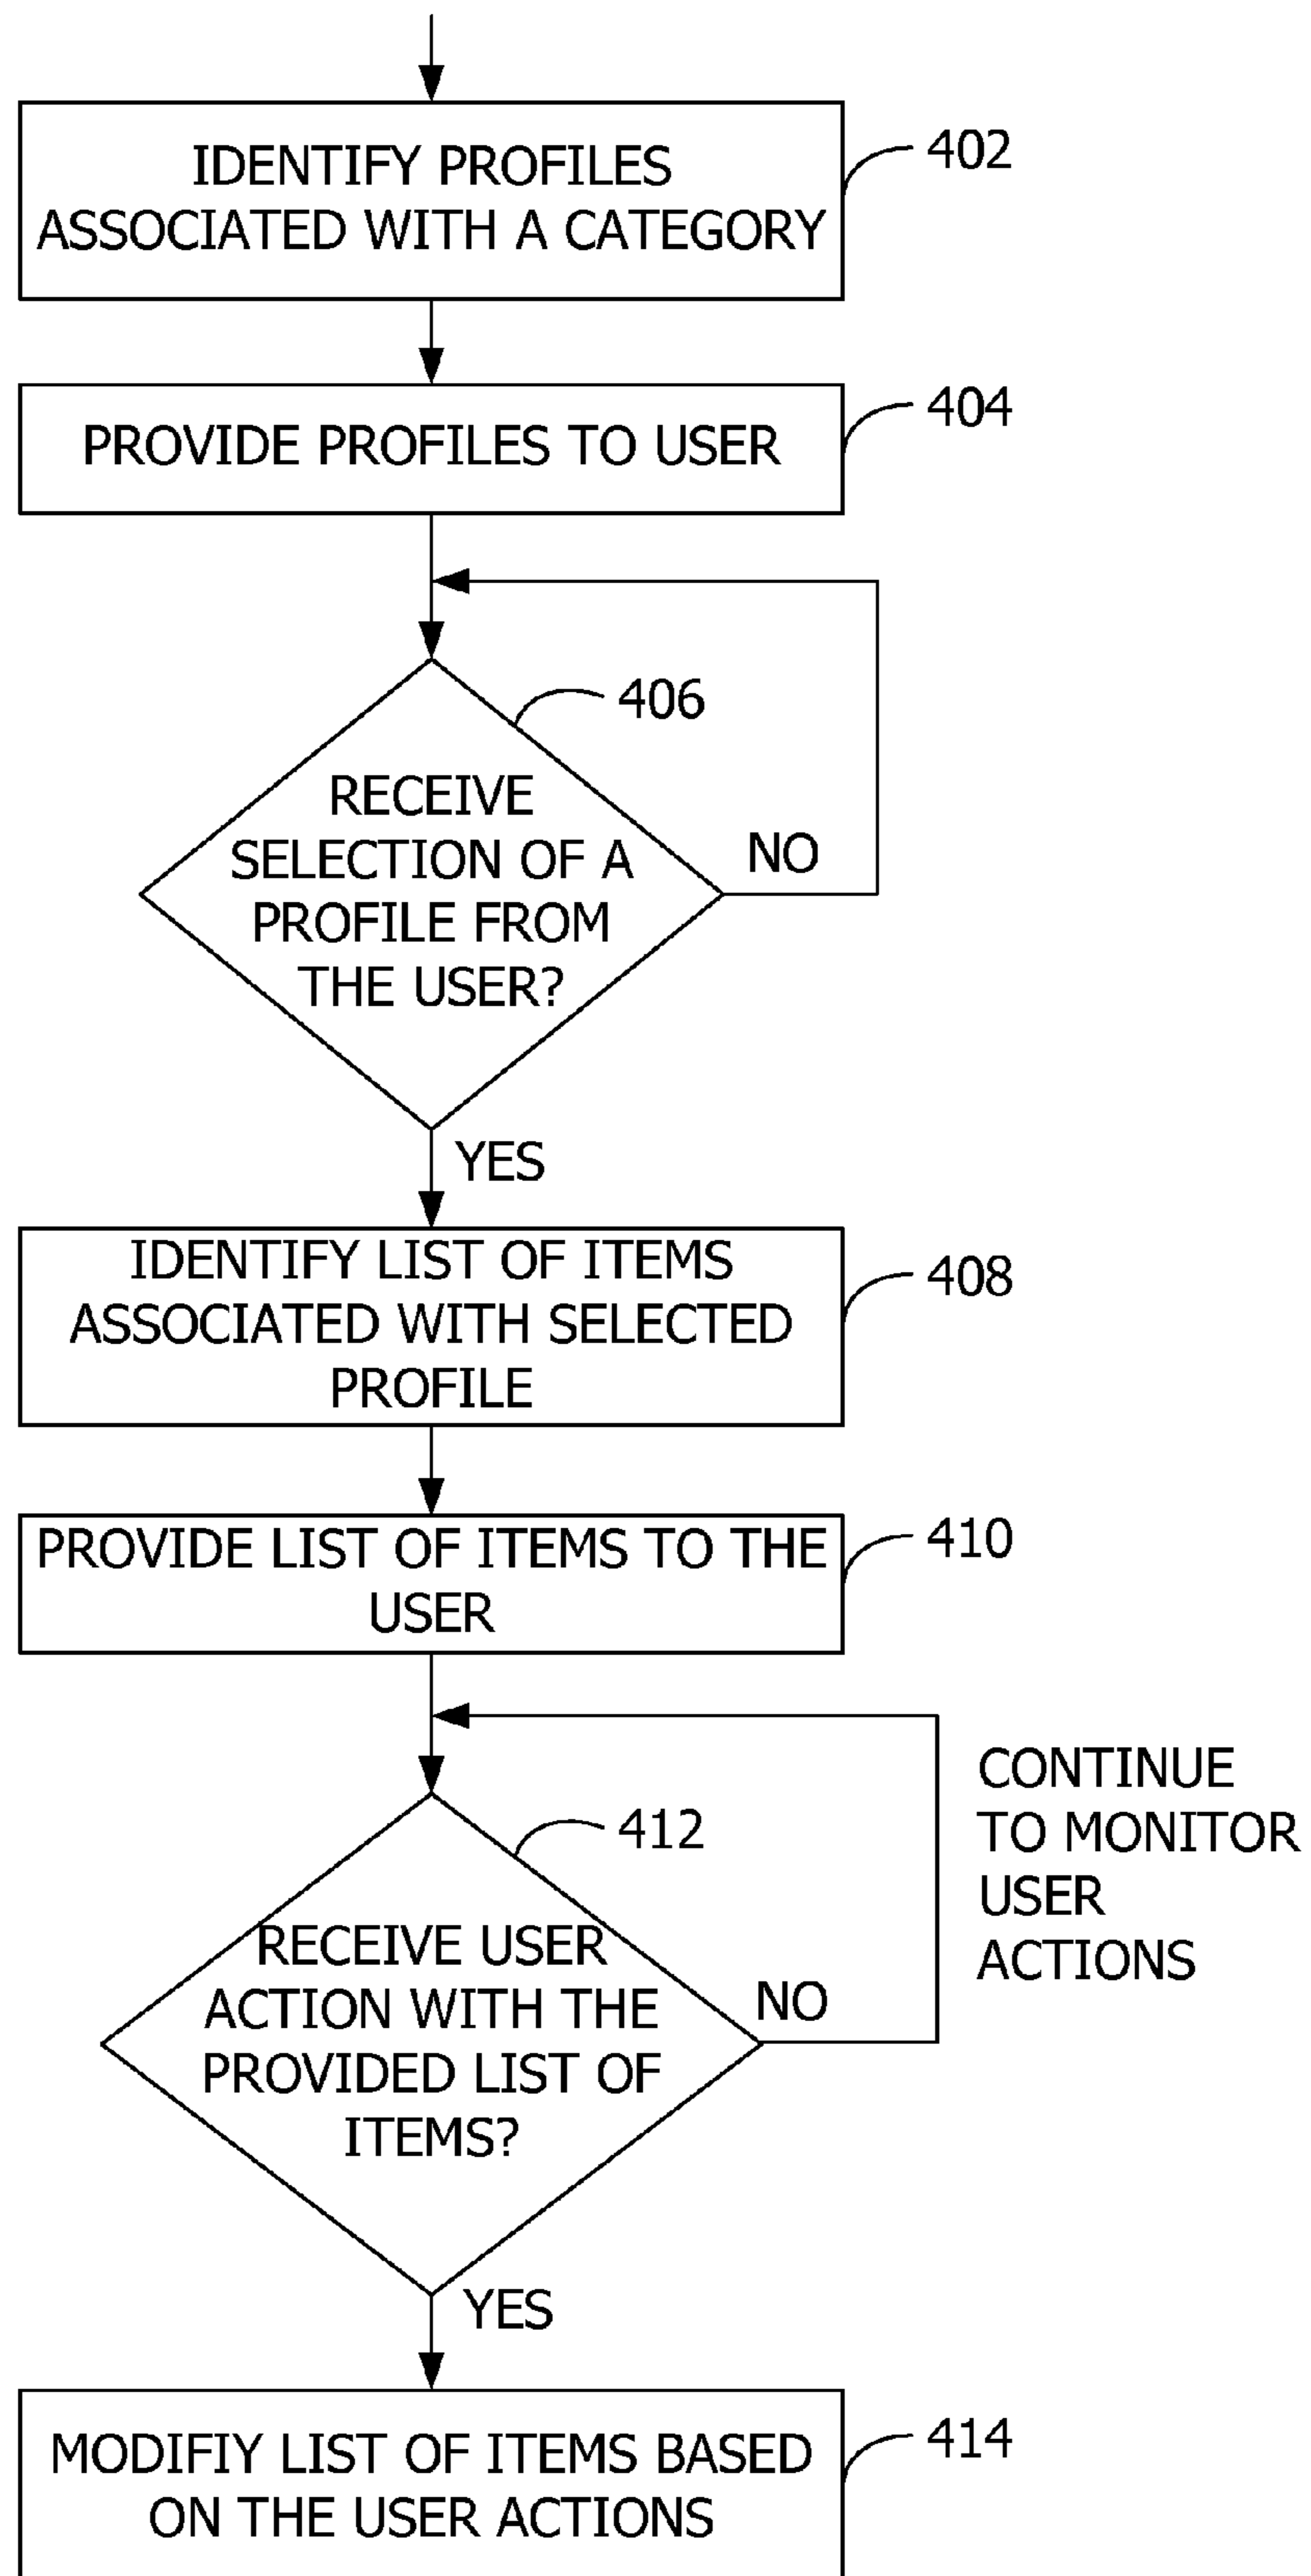 IDENTIFY PROFILES
ASSOCIATED WITH A CATEGORY
402
PROVIDE PROFILES TO USER
404
406
RECEIVE
SELECTION OF A
PROFILE FROM
THE USER?
NO
YES
IDENTIFY LIST OF ITEMS
ASSOCIATED WITH SELECTED
PROFILE
408
PROVIDE LIST OF ITEMS TO THE
USER
410
412
RECEIVE USER
ACTION WITH THE
PROVIDED LIST OF
ITEMS?
NO
CONTINUE
TO MONITOR
USER
ACTIONS
YES
MODIFIY LIST OF ITEMS BASED
ON THE USER ACTIONS
414